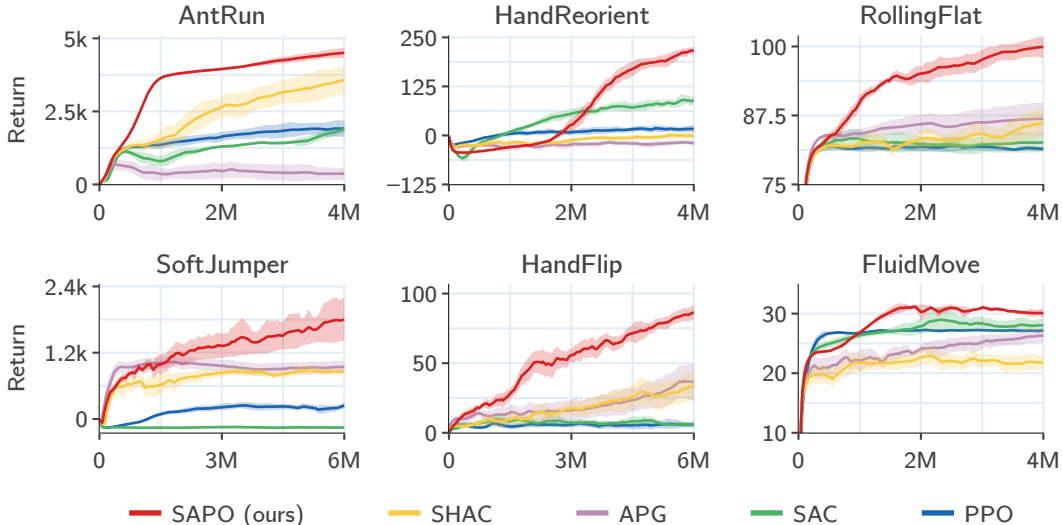 AntRun HandReorient RollingFlat
Return
5k
2.5k
0
0 2M 4M
250
125
0
−125
0 2M 4M
100
87.5
75
0 2M 4M
SoftJumper HandFlip FluidMove
Return
2.4k
1.2k
0
0 3M 6M
100
50
0
0 3M 6M
30
20
10
0 2M 4M
SAPO (ours) SHAC APG SAC PPO